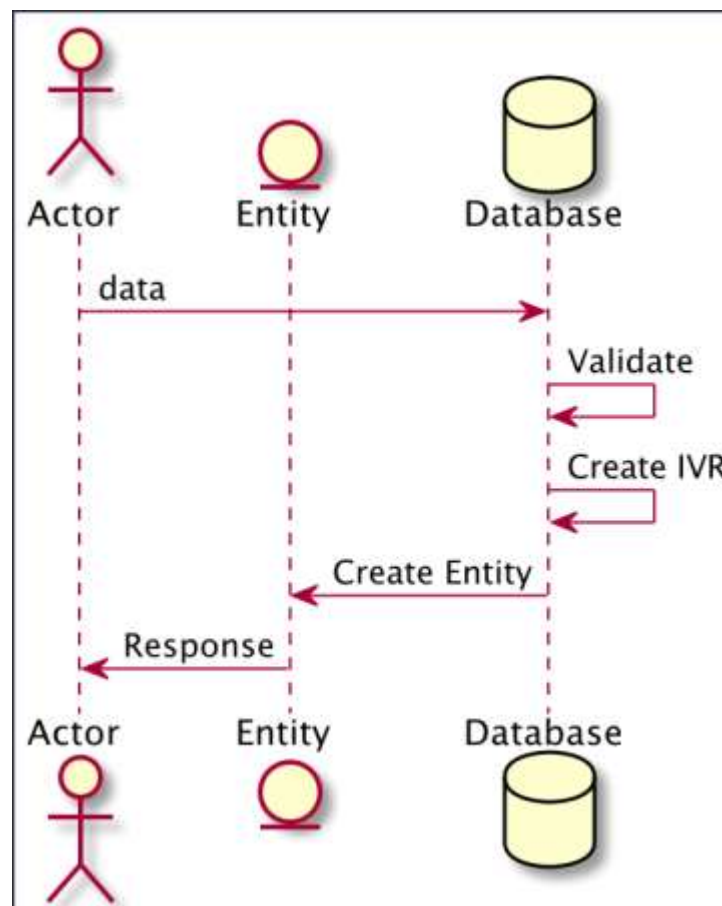 Actor Entity Database
data
Validate
Create IVR
Create Entity
Response
Actor Entity Database